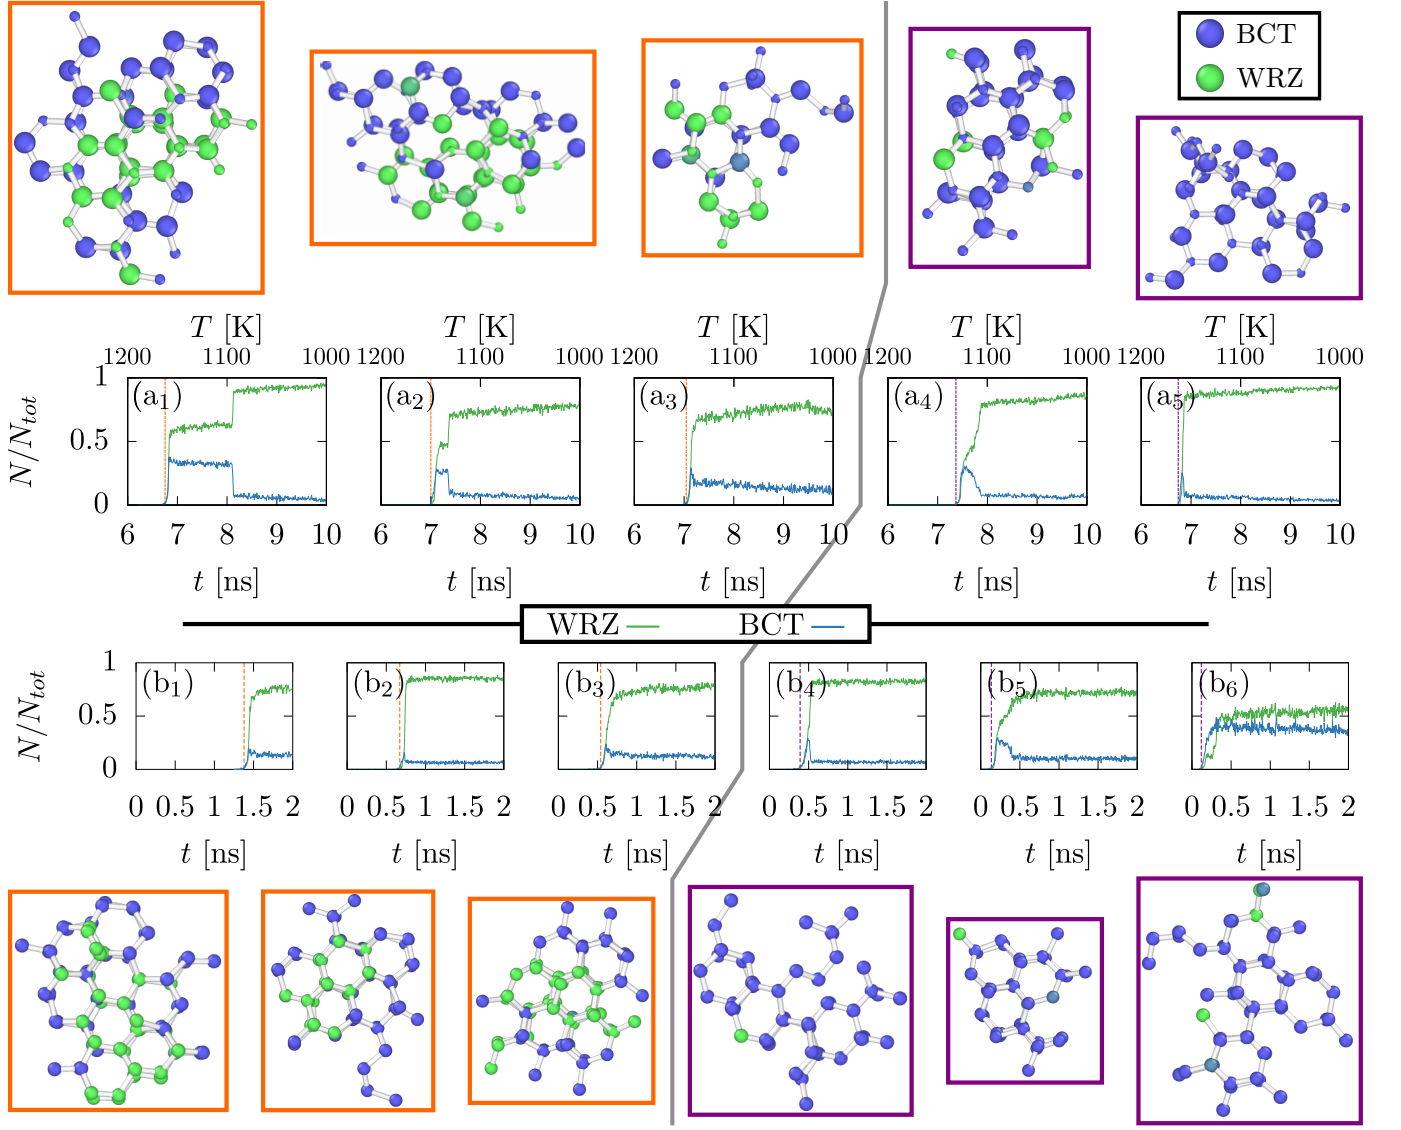 BCT
WRZ
T [K] T [K] T [K] T [K] T [K]
1200 1100 1000 1200 1100 1000 1200 1100 1000 1200 1100 1000 1200 1100 1000
N/N_tot
1
0.5
0
(a₁) (a₂) (a₃) (a₄) (a₅)
6 7 8 9 10 6 7 8 9 10 6 7 8 9 10 6 7 8 9 10 6 7 8 9 10
t [ns] t [ns] t [ns] t [ns] t [ns]
WRZ BCT
N/N_tot
1
0.5
0
(b₁) (b₂) (b₃) (b₄) (b₅) (b₆)
0 0.5 1 1.5 2 0 0.5 1 1.5 2 0 0.5 1 1.5 2 0 0.5 1 1.5 2 0 0.5 1 1.5 2 0 0.5 1 1.5 2
t [ns] t [ns] t [ns] t [ns] t [ns] t [ns]